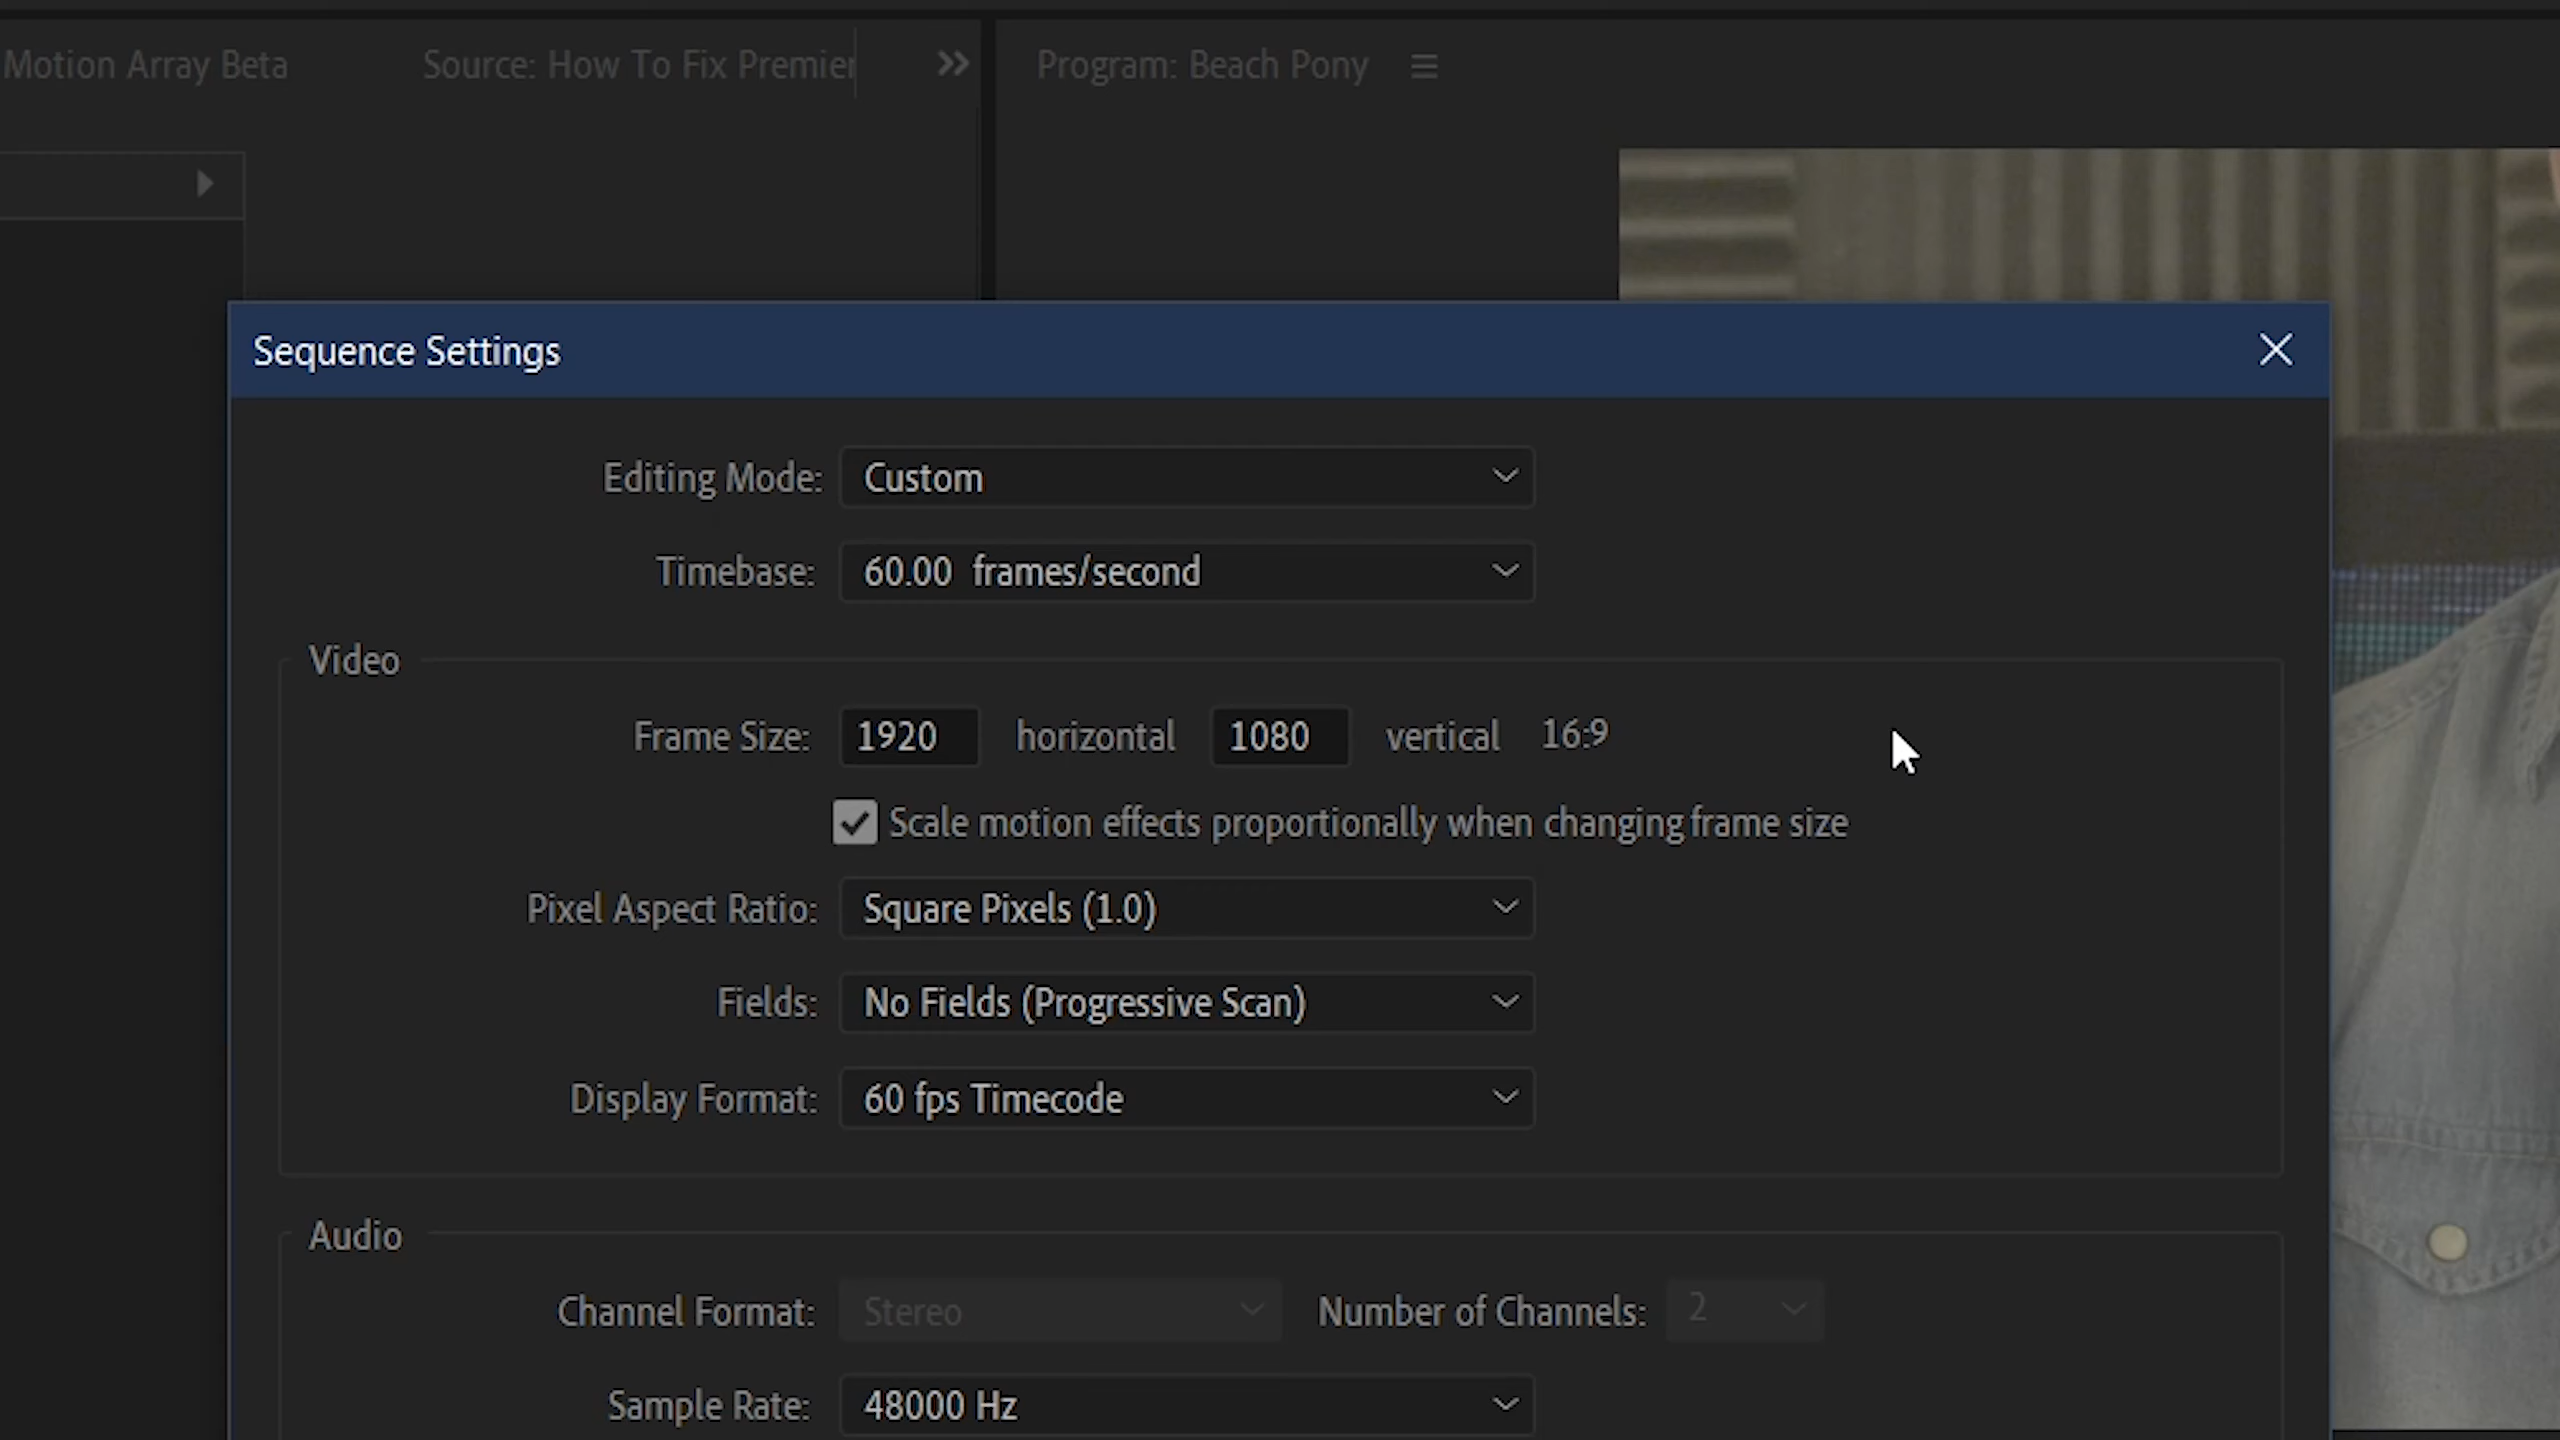 Motion Array Beta
Source: How To Fix Premier
Program: Beach Pony
Sequence Settings
Editing Mode: Custom
Timebase: 60.00 frames/second
Video
Frame Size: 1920 horizontal 1080 vertical 16:9
Scale motion effects proportionally when changing frame size
Pixel Aspect Ratio: Square Pixels (1.0)
Fields: No Fields (Progressive Scan)
Display Format: 60 fps Timecode
Audio
Channel Format: Stereo Number of Channels: 2
Sample Rate: 48000 Hz